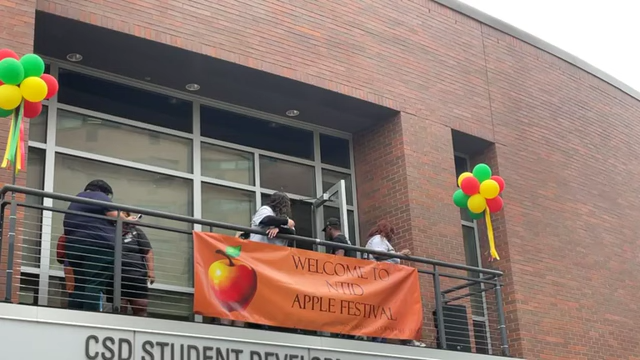 WELCOME TO
NTID
APPLE FESTIVAL
CSD STUDENT DEVELOP